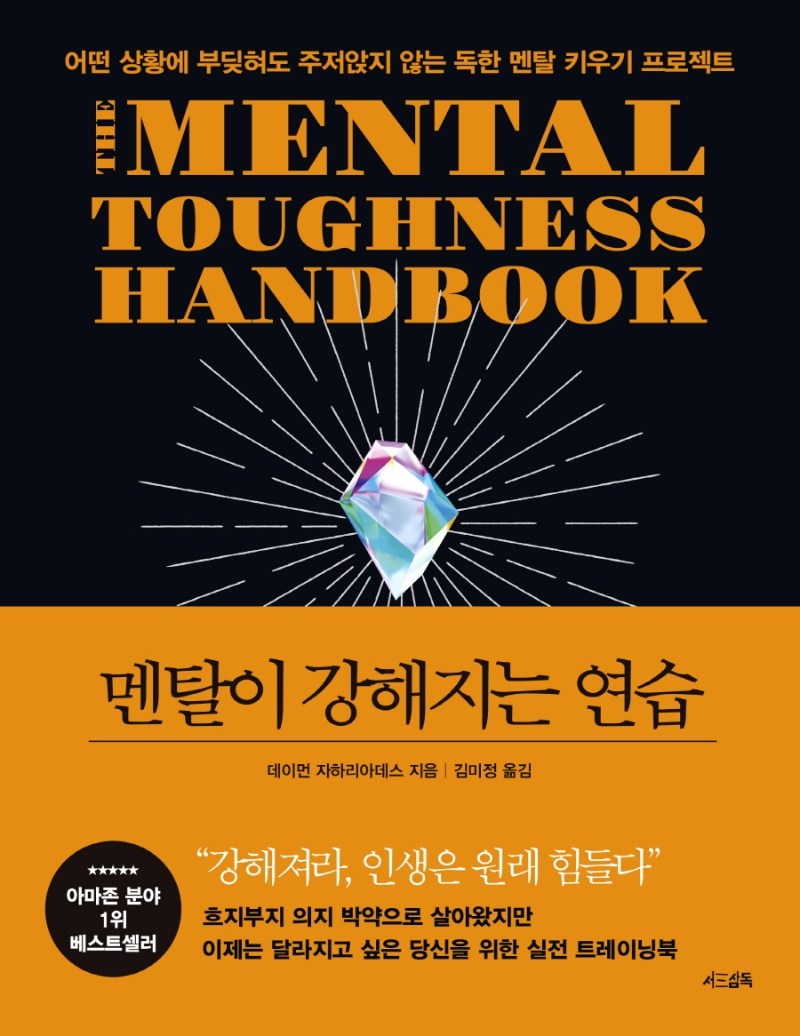 어떤 상황에 부딪혀도 주저앉지 않는 독한 멘탈 키우기 프로젝트
THE MENTAL
TOUGHNESS
HANDBOOK
멘탈이 강해지는 연습
데이먼 자하리아데스 지음 | 김미정 옮김
“강해져라, 인생은 원래 힘들다”
흐지부지 의지 박약으로 살아왔지만
이제는 달라지고 싶은 당신을 위한 실전 트레이닝북
★★★★★
아마존 분야
1위
베스트셀러
서삼독